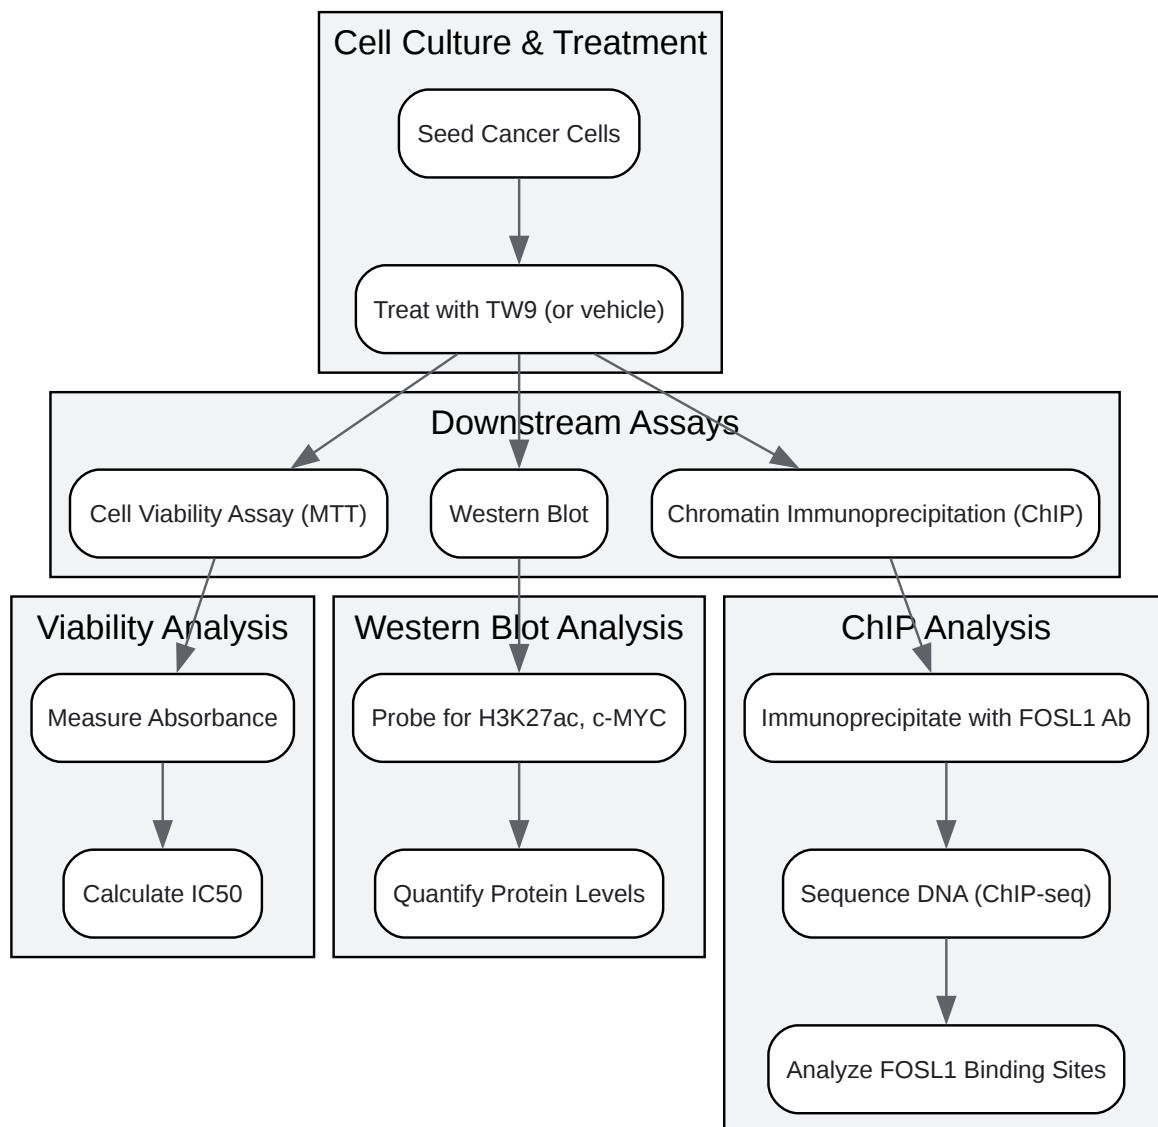 Cell Culture & Treatment
Seed Cancer Cells
Treat with TW9 (or vehicle)
Downstream Assays
Cell Viability Assay (MTT)
Western Blot
Chromatin Immunoprecipitation (ChIP)
Viability Analysis
Measure Absorbance
Calculate IC50
Western Blot Analysis
Probe for H3K27ac, c-MYC
Quantify Protein Levels
ChIP Analysis
Immunoprecipitate with FOSL1 Ab
Sequence DNA (ChIP-seq)
Analyze FOSL1 Binding Sites